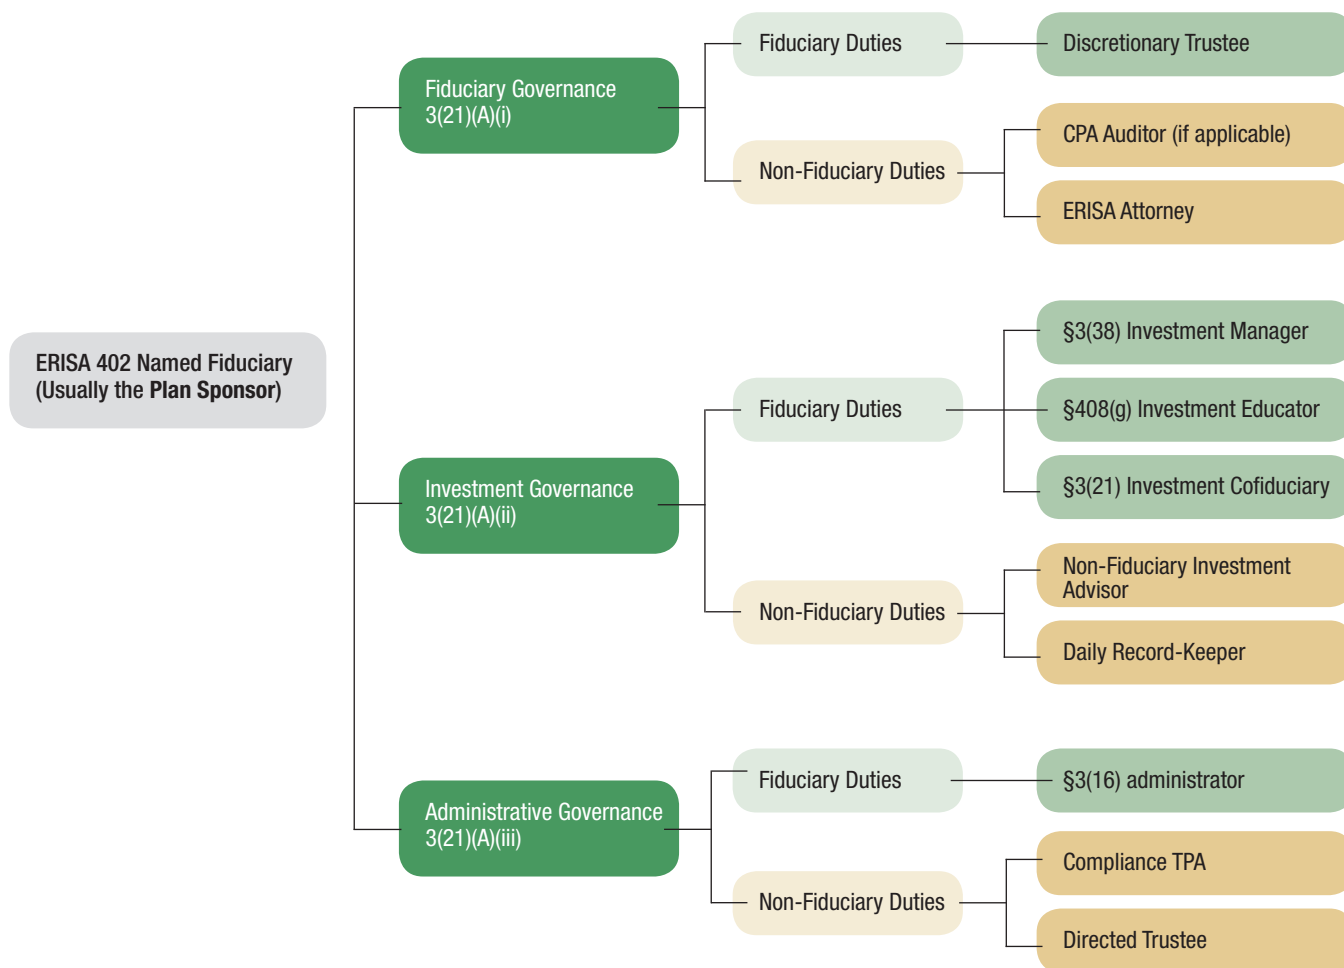 ERISA 402 Named Fiduciary
(Usually the Plan Sponsor)
Fiduciary Governance
3(21)(A)(i)
Fiduciary Duties
Discretionary Trustee
Non-Fiduciary Duties
CPA Auditor (if applicable)
ERISA Attorney
Investment Governance
3(21)(A)(ii)
Fiduciary Duties
§3(38) Investment Manager
§408(g) Investment Educator
§3(21) Investment Cofiduciary
Non-Fiduciary Duties
Non-Fiduciary Investment
Advisor
Daily Record-Keeper
Administrative Governance
3(21)(A)(iii)
Fiduciary Duties
§3(16) administrator
Non-Fiduciary Duties
Compliance TPA
Directed Trustee